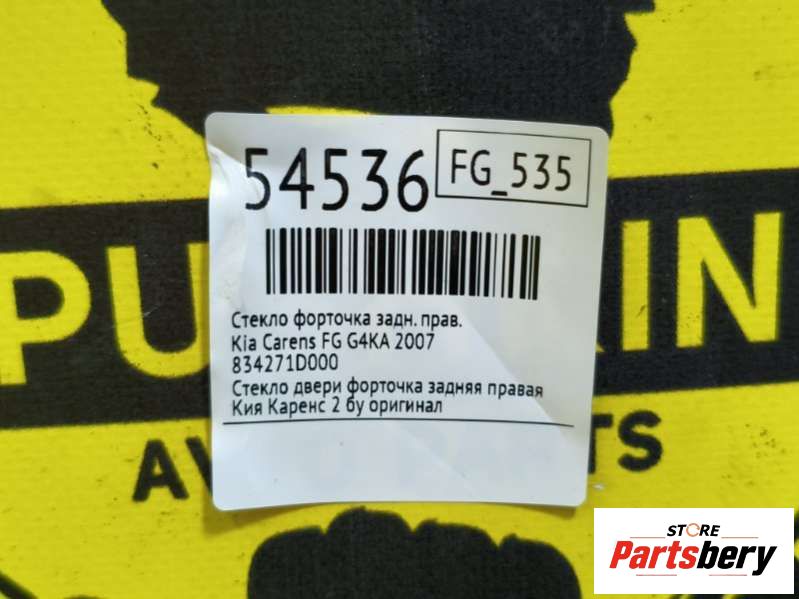 54536
FG_535
Стекло форточка задн. прав.
Kia Carens FG G4KA 2007
834271D000
Стекло двери форточка задняя правая
Кия Каренс 2 бу оригинал
STORE
Partsbery